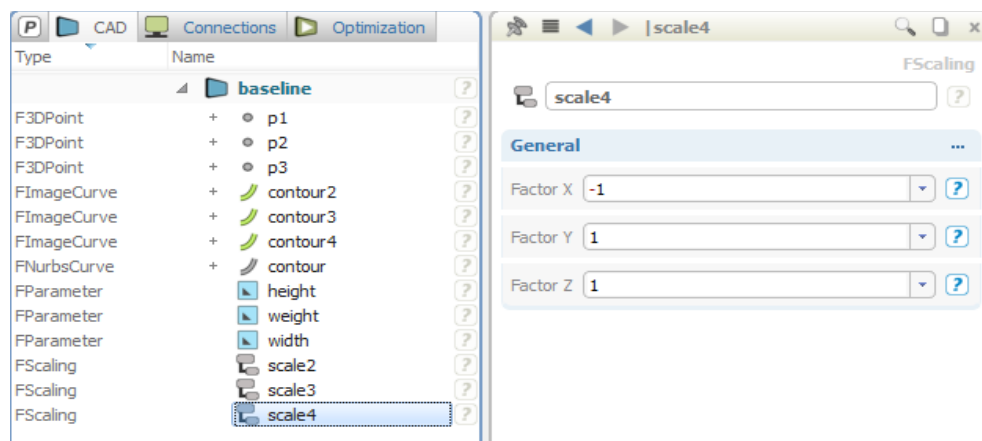 P CAD Connections Optimization
Type Name
baseline ?
F3DPoint + p1 ?
F3DPoint + p2 ?
F3DPoint + p3 ?
FImageCurve + contour2 ?
FImageCurve + contour3 ?
FImageCurve + contour4 ?
FNurbsCurve + contour ?
FParameter height ?
FParameter weight ?
FParameter width ?
FScaling scale2 ?
FScaling scale3 ?
FScaling scale4 ?
|scale4 x
FScaling
scale4 ?
General ...
Factor X -1 ?
Factor Y 1 ?
Factor Z 1 ?